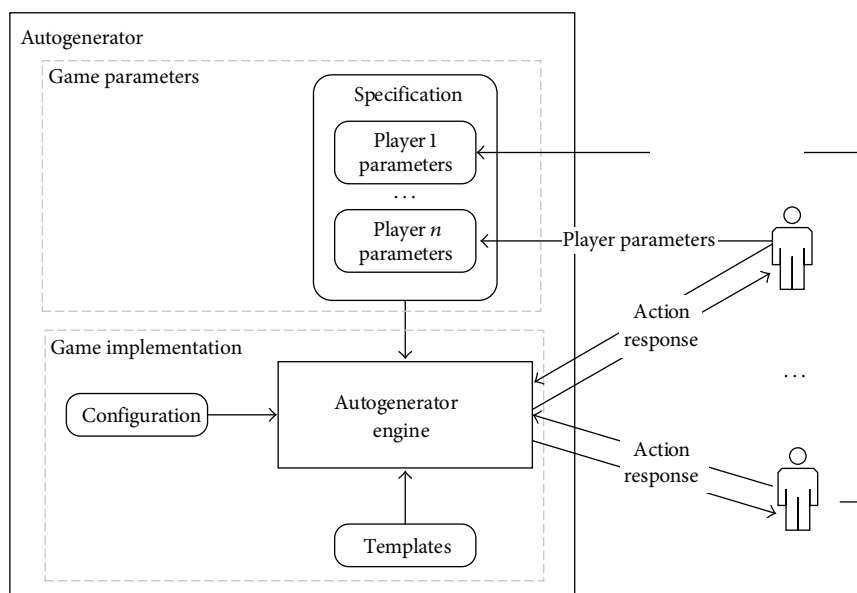 Autogenerator
Game parameters
Specification
Player 1
parameters
...
Player n
parameters
Player parameters
Action
response
...
Game implementation
Configuration
Autogenerator
engine
Action
response
Templates